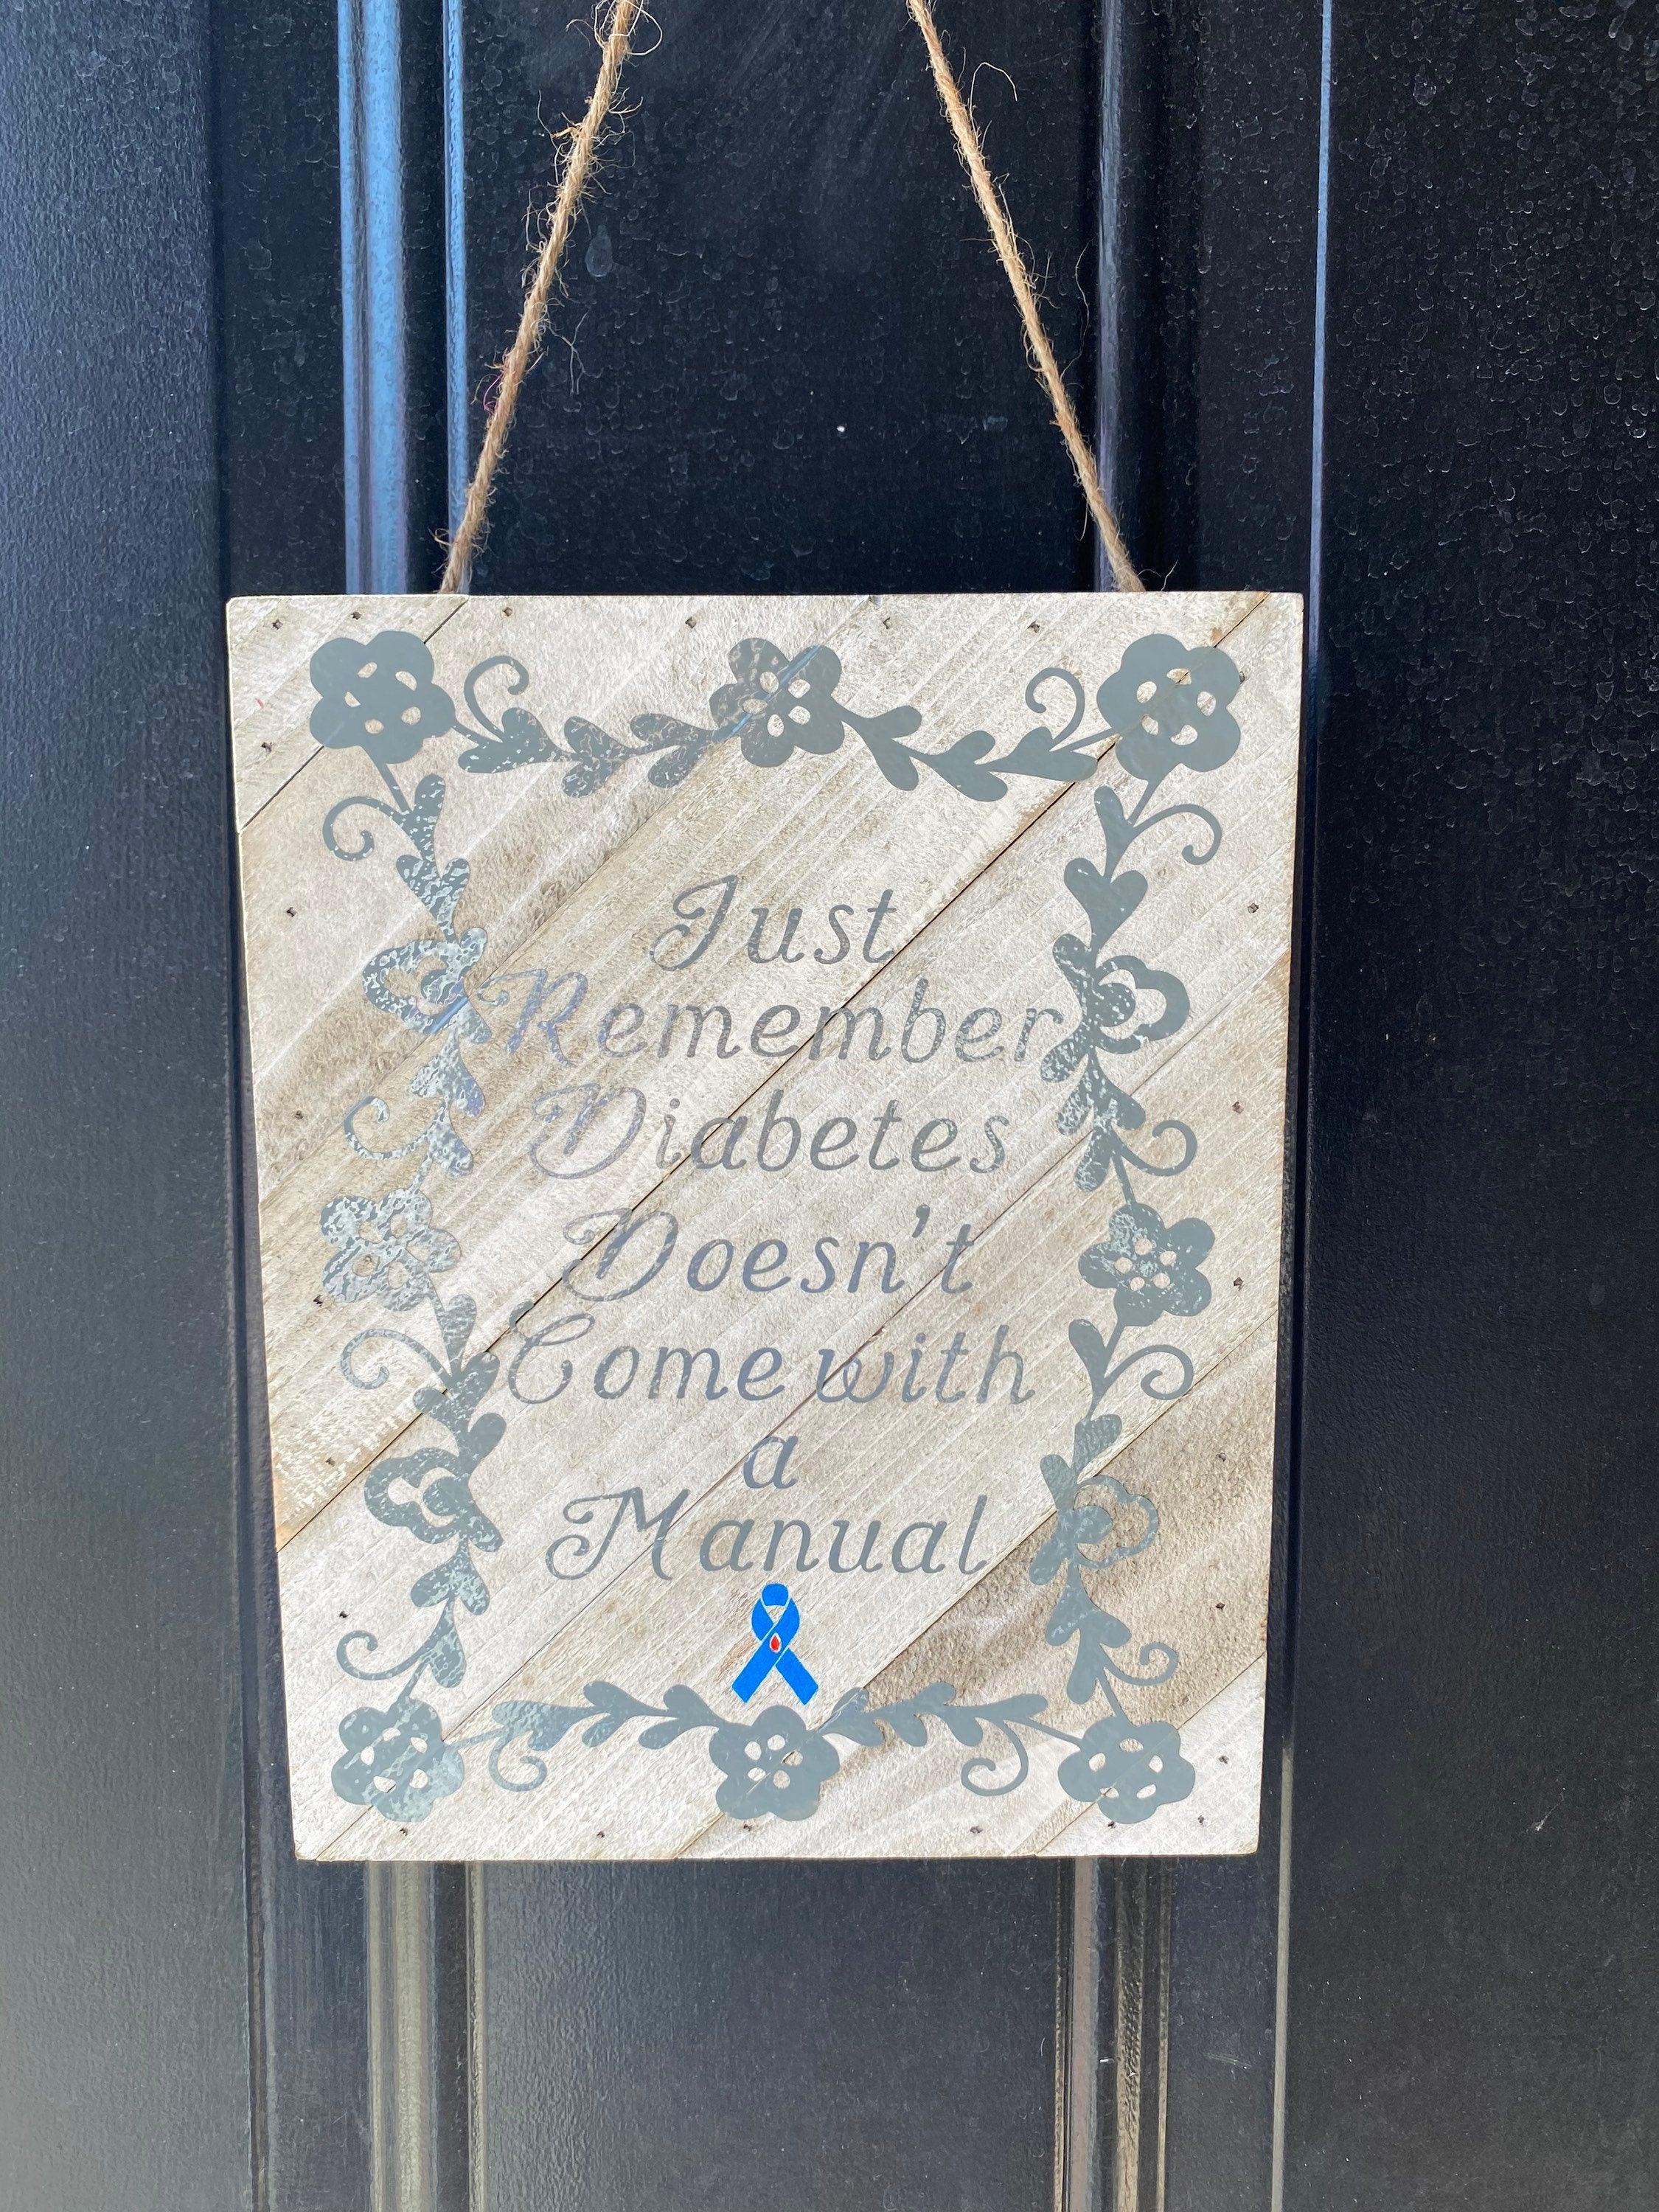 Just
Remember
Diabetes
Doesn't
Come with
a
Manual